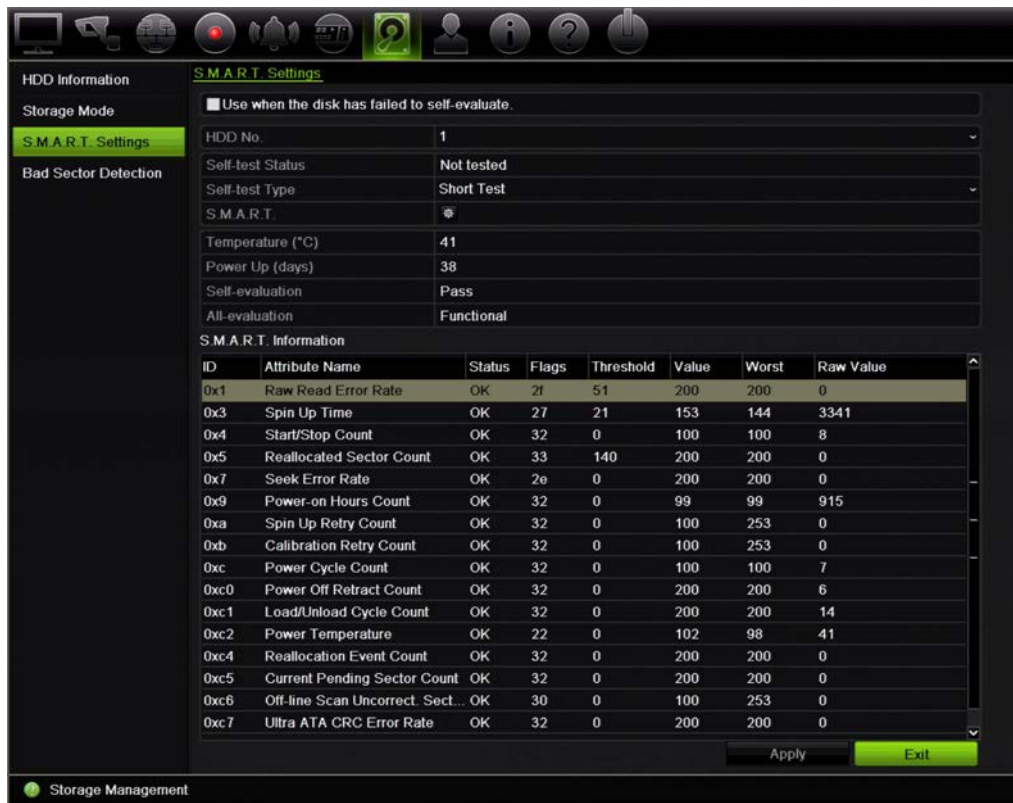 HDD Information
Storage Mode
S.M.A.R.T. Settings
Bad Sector Detection
S.M.A.R.T. Settings
Use when the disk has failed to self-evaluate.
HDD No. 1
Self-test Status Not tested
Self-test Type Short Test
S.M.A.R.T.
Temperature (°C) 41
Power Up (days) 38
Self-evaluation Pass
All-evaluation Functional
S.M.A.R.T. Information
ID Attribute Name Status Flags Threshold Value Worst Raw Value
0x1 Raw Read Error Rate OK 2f 51 200 200 0
0x3 Spin Up Time OK 27 21 153 144 3341
0x4 Start/Stop Count OK 32 0 100 100 8
0x5 Reallocated Sector Count OK 33 140 200 200 0
0x7 Seek Error Rate OK 2e 0 200 200 0
0x9 Power-on Hours Count OK 32 0 99 99 915
0xa Spin Up Retry Count OK 32 0 100 253 0
0xb Calibration Retry Count OK 32 0 100 253 0
0xc Power Cycle Count OK 32 0 100 100 7
0xc0 Power Off Retract Count OK 32 0 200 200 6
0xc1 Load/Unload Cycle Count OK 32 0 200 200 14
0xc2 Power Temperature OK 22 0 102 98 41
0xc4 Reallocation Event Count OK 32 0 200 200 0
0xc5 Current Pending Sector Count OK 32 0 200 200 0
0xc6 Off-line Scan Uncorrect. Sect... OK 30 0 100 253 0
0xc7 Ultra ATA CRC Error Rate OK 32 0 200 200 0
Apply Exit
Storage Management